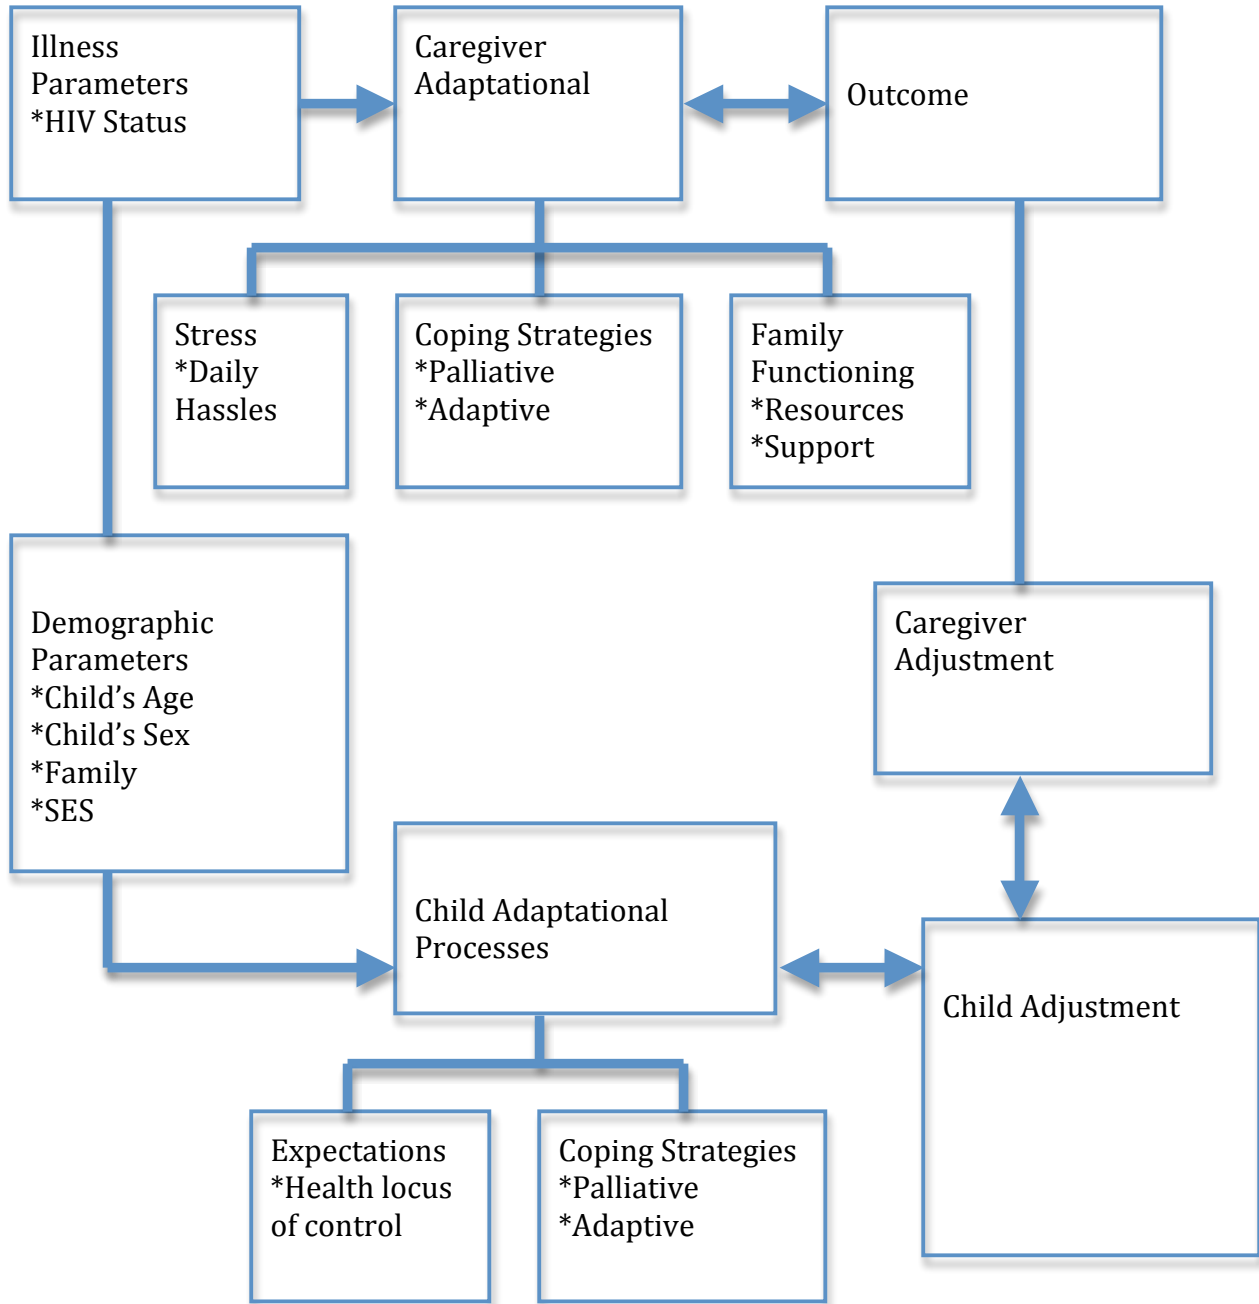 Illness
Parameters
*HIV Status
Caregiver
Adaptational
Outcome
Stress
*Daily
Hassles
Coping Strategies
*Palliative
*Adaptive
Family
Functioning
*Resources
*Support
Demographic
Parameters
*Child’s Age
*Child’s Sex
*Family
*SES
Caregiver
Adjustment
Child Adaptational
Processes
Child Adjustment
Expectations
*Health locus
of control
Coping Strategies
*Palliative
*Adaptive